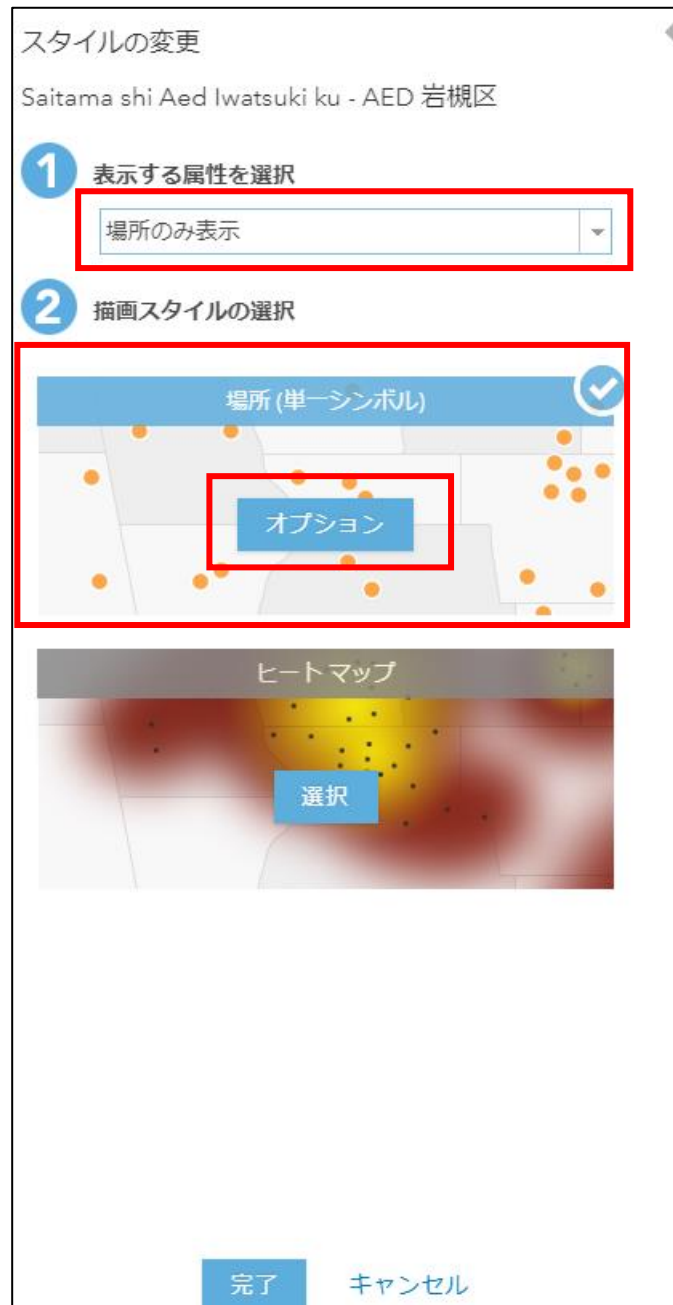 スタイルの変更
Saitama shi Aed Iwatsuki ku - AED 岩槻区
1 表示する属性を選択
場所のみ表示
2 描画スタイルの選択
場所 (単一シンボル)
オプション
ヒート マップ
選択
完了 キャンセル